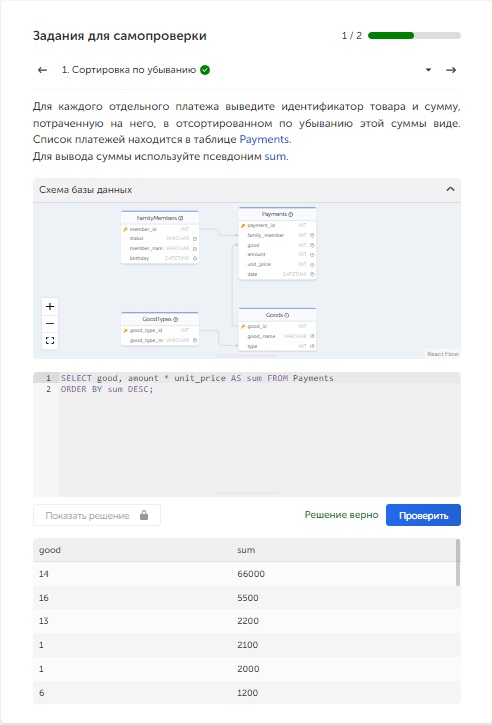 Задания для самопроверки
1 / 2
1. Сортировка по убыванию
Для каждого отдельного платежа выведите идентификатор товара и сумму,
потраченную на него, в отсортированном по убыванию этой суммы виде.
Список платежей находится в таблице Payments.
Для вывода суммы используйте псевдоним sum.
Схема базы данных
FamilyMembers
member_id INT
status VARCHAR
member_nam VARCHAR
birthday DATETIME
Payments
payment_id INT
family_member INT
good INT
amount INT
unit_price INT
date DATETIME
GoodTypes
good_type_id INT
good_type_n VARCHAR
Goods
good_id INT
good_name VARCHAR
type INT
React Flow
1 SELECT good, amount * unit_price AS sum FROM Payments
2 ORDER BY sum DESC;
Показать решение
Решение верно
Проверить
good sum
14 66000
16 5500
13 2200
1 2100
1 2000
6 1200